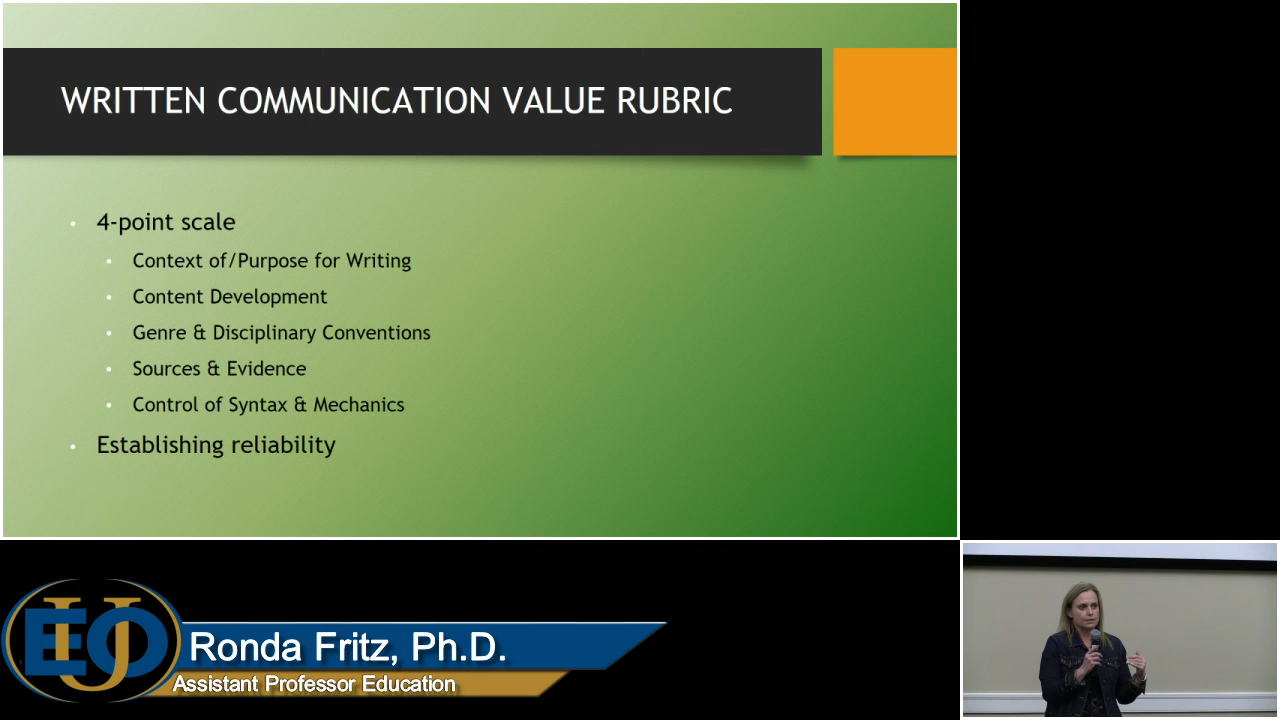 WRITTEN COMMUNICATION VALUE RUBRIC
• 4-point scale
• Context of/Purpose for Writing
• Content Development
• Genre & Disciplinary Conventions
• Sources & Evidence
• Control of Syntax & Mechanics
• Establishing reliability
EOU
Ronda Fritz, Ph.D.
Assistant Professor Education